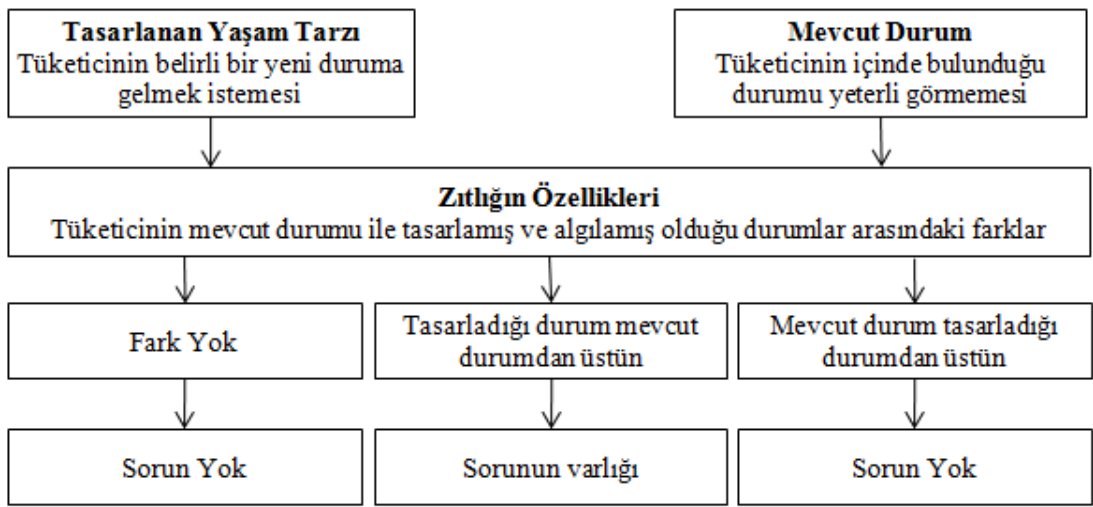 Tasarlanan Yaşam Tarzı
Tüketicinin belirli bir yeni duruma
gelmek istemesi
Mevcut Durum
Tüketicinin içinde bulunduğu
durumu yeterli görmemesi
Zıtlığın Özellikleri
Tüketicinin mevcut durumu ile tasarlamış ve algılamış olduğu durumlar arasındaki farklar
Fark Yok
Tasarladığı durum mevcut
durumdan üstün
Mevcut durum tasarladığı
durumdan üstün
Sorun Yok
Sorunun varlığı
Sorun Yok